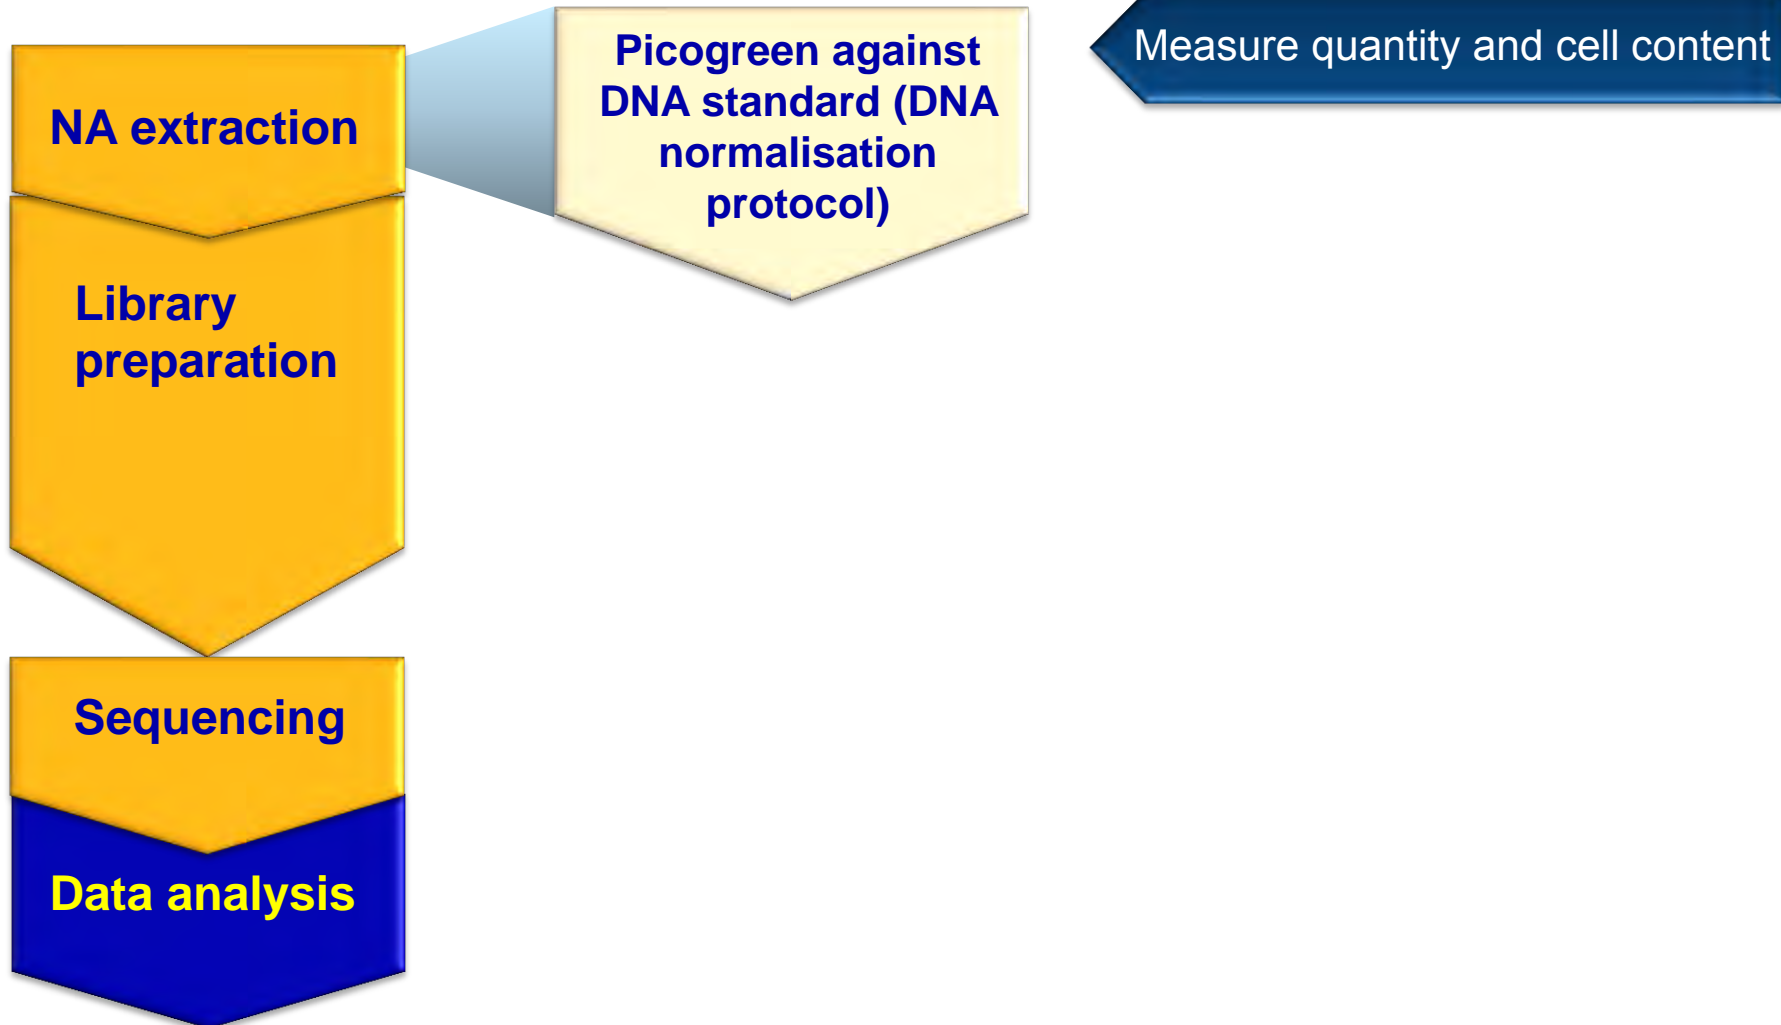 NA extraction
Picogreen against
DNA standard (DNA
normalisation
protocol)
Measure quantity and cell content
Library
preparation
Sequencing
Data analysis